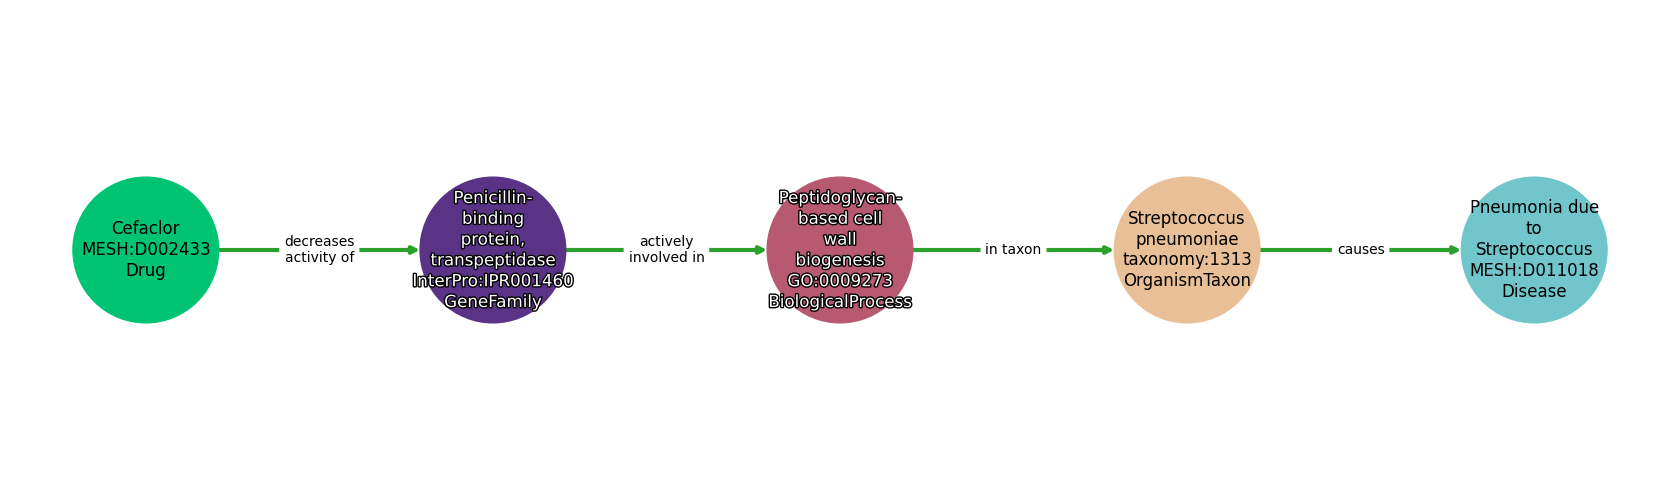 Cefaclor
MESH:D002433
Drug
decreases
activity of
Penicillin-
binding
protein,
transpeptidase
InterPro:IPR001460
GeneFamily
actively
involved in
Peptidoglycan-
based cell
wall
biogenesis
GO:0009273
BiologicalProcess
in taxon
Streptococcus
pneumoniae
taxonomy:1313
OrganismTaxon
causes
Pneumonia due
to
Streptococcus
MESH:D011018
Disease